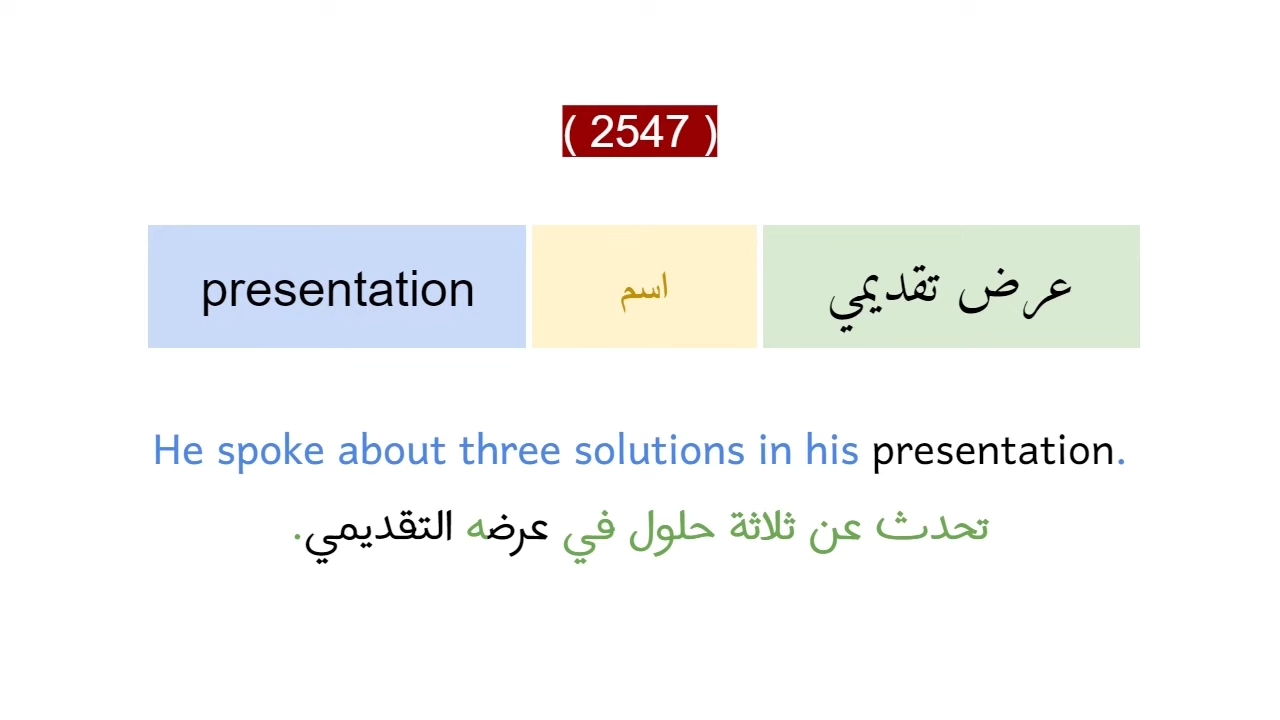 ( 2547 )
presentation اسم عرض تقديمي
He spoke about three solutions in his presentation.
تحدث عن ثلاثة حلول في عرضه التقديمي.